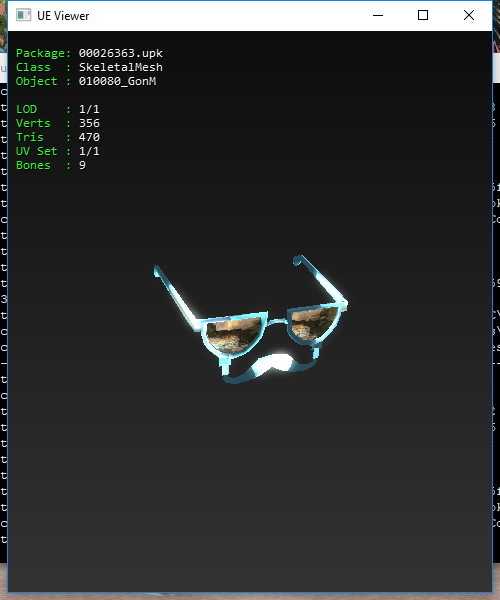 UE Viewer
Package: 00026363.upk
Class : SkeletalMesh
Object : 010080_GonM
LOD : 1/1
Verts : 356
Tris : 470
UV Set : 1/1
Bones : 9